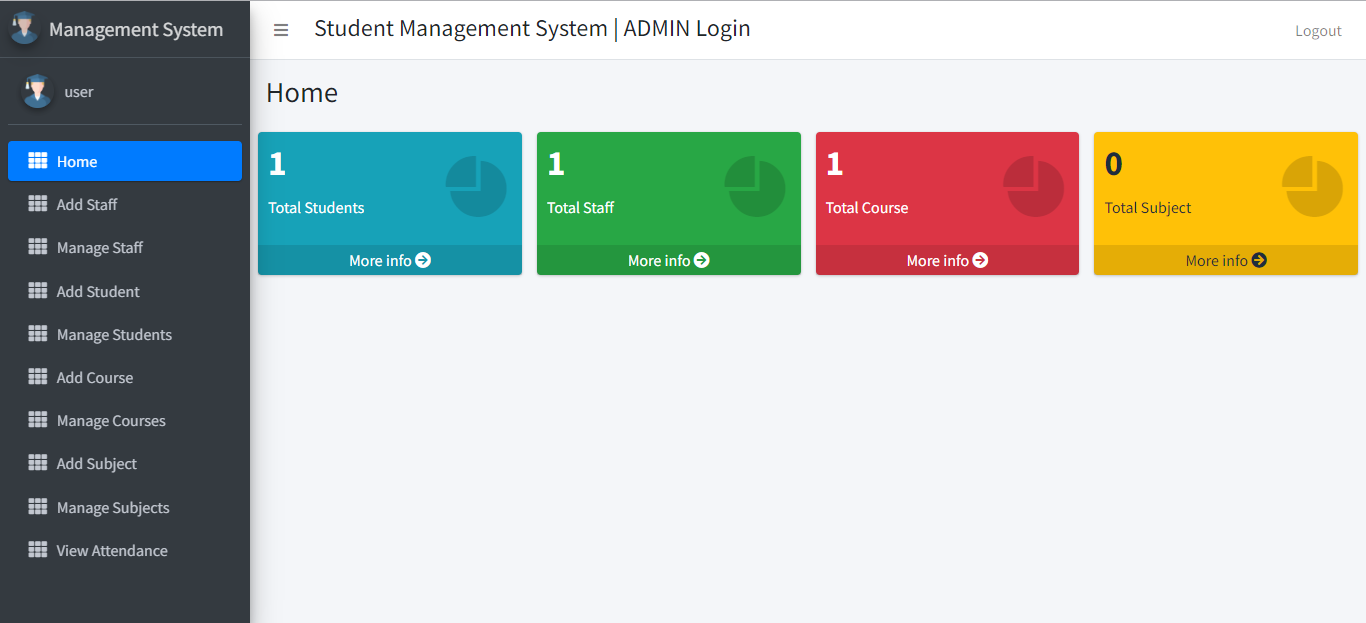 Management System
Student Management System | ADMIN Login
Logout
user
Home
Add Staff
Manage Staff
Add Student
Manage Students
Add Course
Manage Courses
Add Subject
Manage Subjects
View Attendance
Home
1
Total Students
More info
1
Total Staff
More info
1
Total Course
More info
0
Total Subject
More info